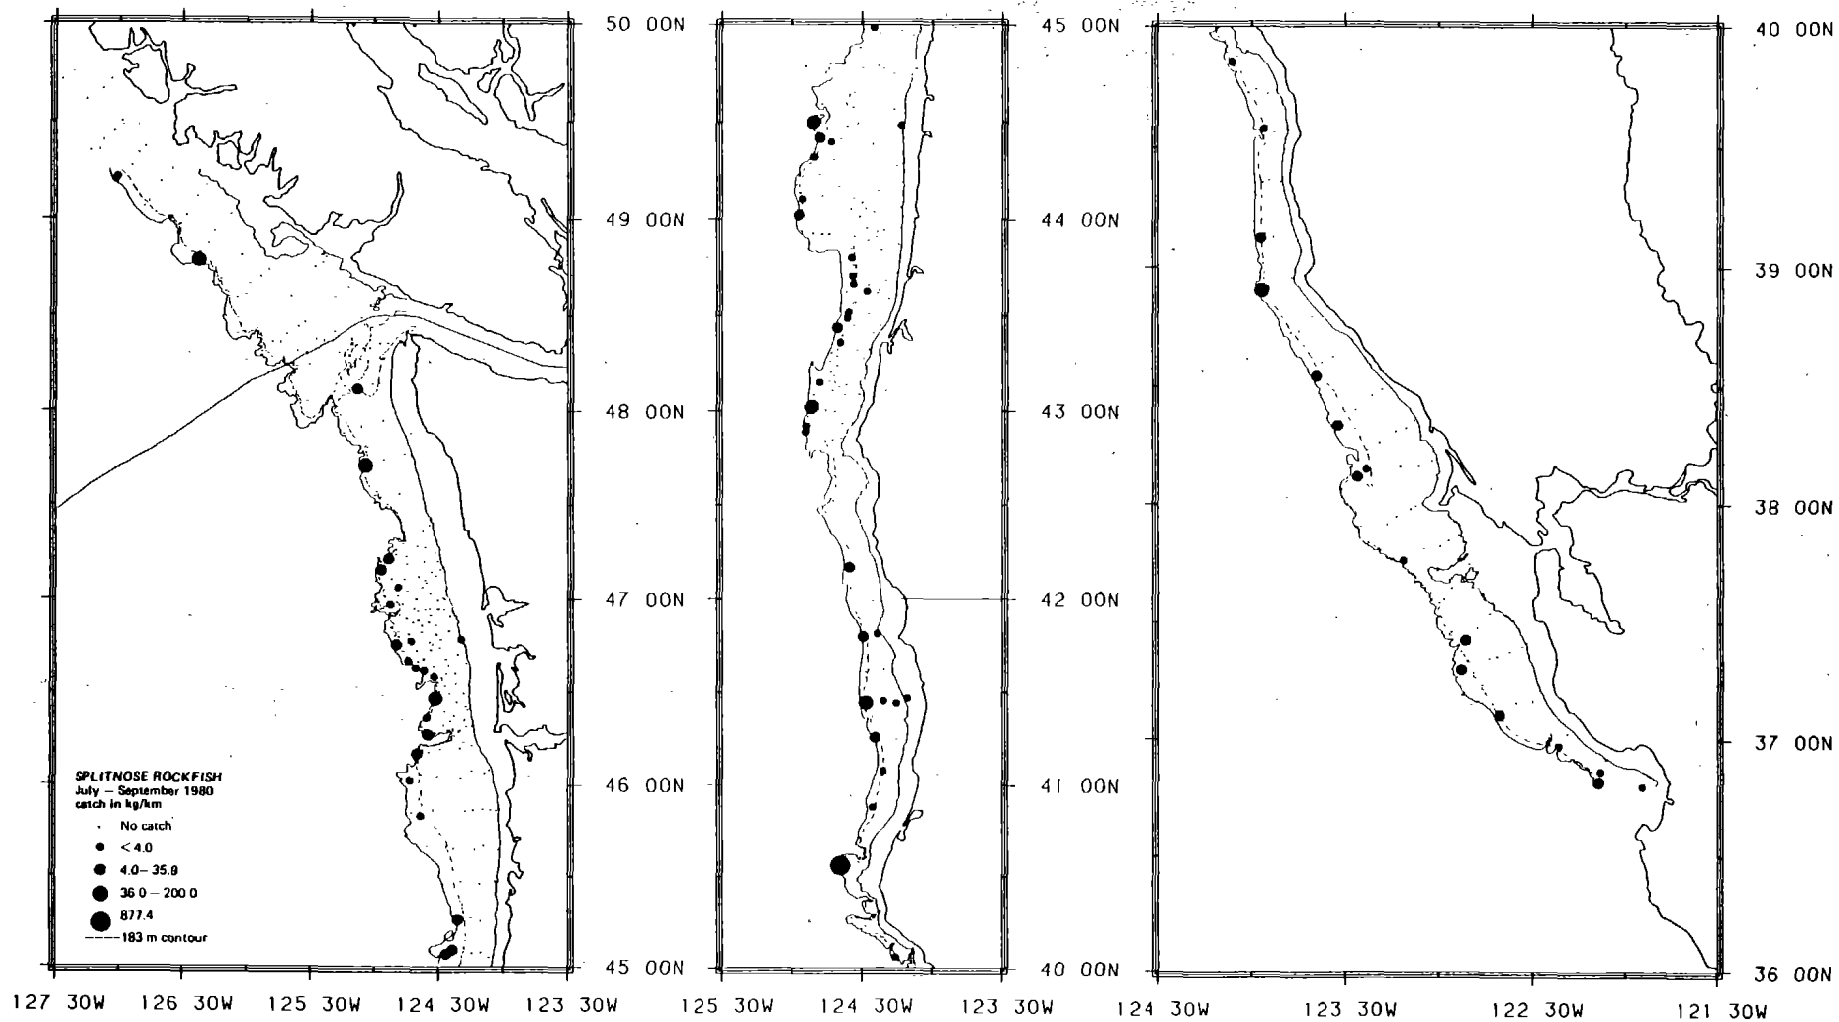 50 00N
49 00N
48 00N
47 00N
46 00N
45 00N
127 30W 126 30W 125 30W 124 30W 123 30W
SPLITNOSE ROCKFISH
July – September 1980
catch in kg/km
No catch
< 4.0
4.0 – 35.9
36 0 – 200 0
877.4
183 m contour
45 00N
44 00N
43 00N
42 00N
41 00N
40 00N
125 30W 124 30W 123 30W
40 00N
39 00N
38 00N
37 00N
36 00N
124 30W 123 30W 122 30W 121 30W